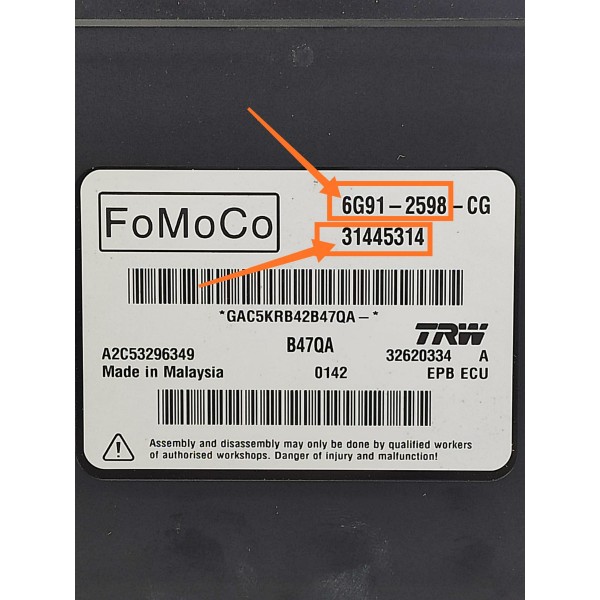 FoMoCo
6G91-2598-CG
31445314
*GAC5KRB42B47QA-*
B47QA
TRW
A2C53296349
32620334 A
Made in Malaysia
0142
EPB ECU
Assembly and disassembly may only be done by qualified workers
of authorised workshops. Danger of injury and malfunction!